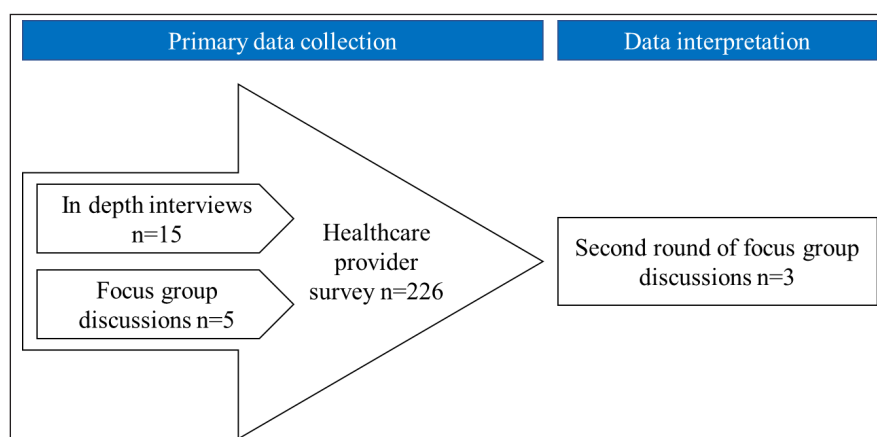 Primary data collection
Data interpretation
In depth interviews
n=15
Focus group
discussions n=5
Healthcare
provider
survey n=226
Second round of focus group
discussions n=3